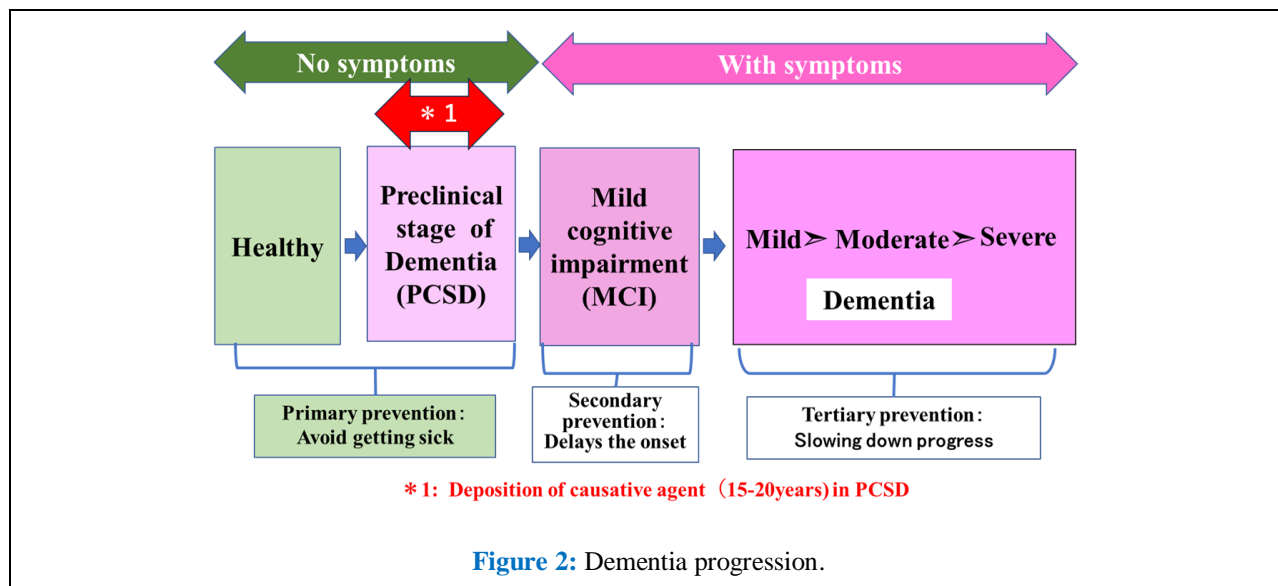 No symptoms
With symptoms
* 1
Healthy
Preclinical
stage of
Dementia
(PCSD)
Mild
cognitive
impairment
(MCI)
Mild➣ Moderate➣ Severe
Dementia
Primary prevention:
Avoid getting sick
Secondary
prevention:
Delays the onset
Tertiary prevention:
Slowing down progress
*1: Deposition of causative agent (15-20years) in PCSD
Figure 2: Dementia progression.